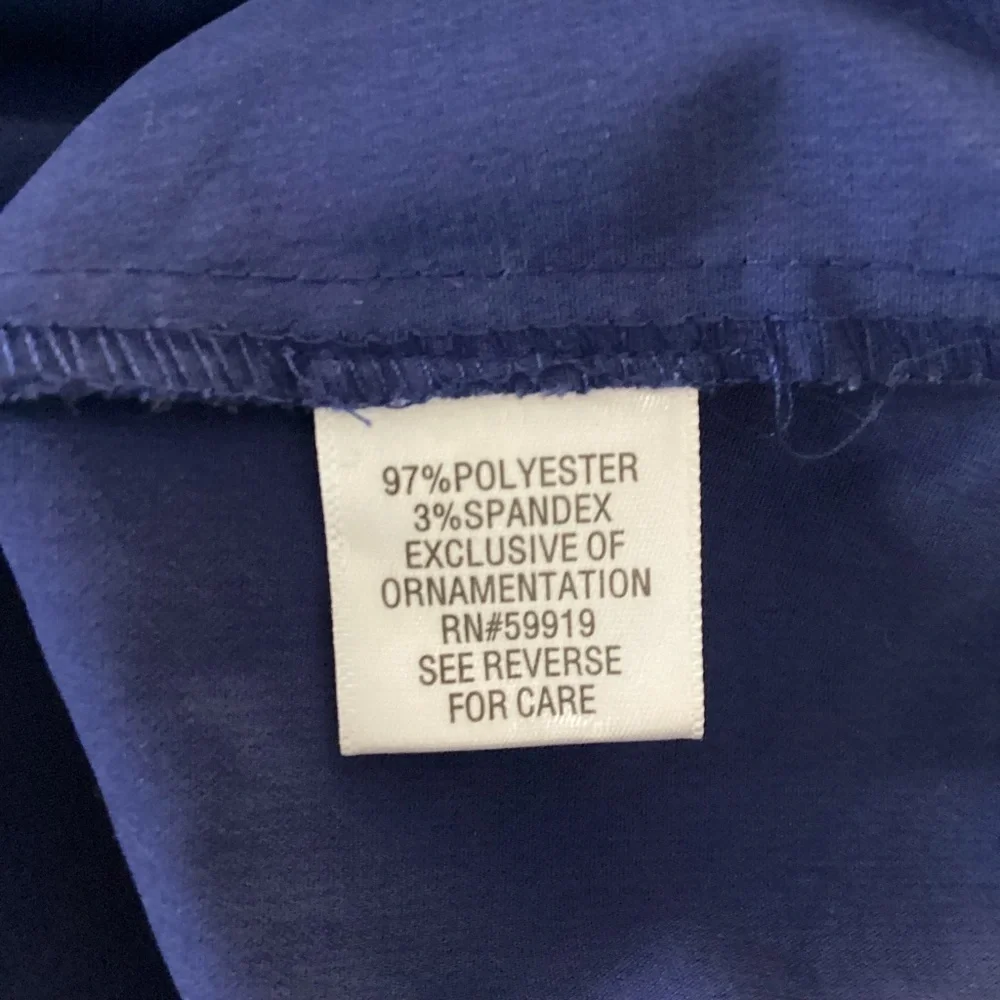 97%POLYESTER
3%SPANDEX
EXCLUSIVE OF
ORNAMENTATION
RN#59919
SEE REVERSE
FOR CARE